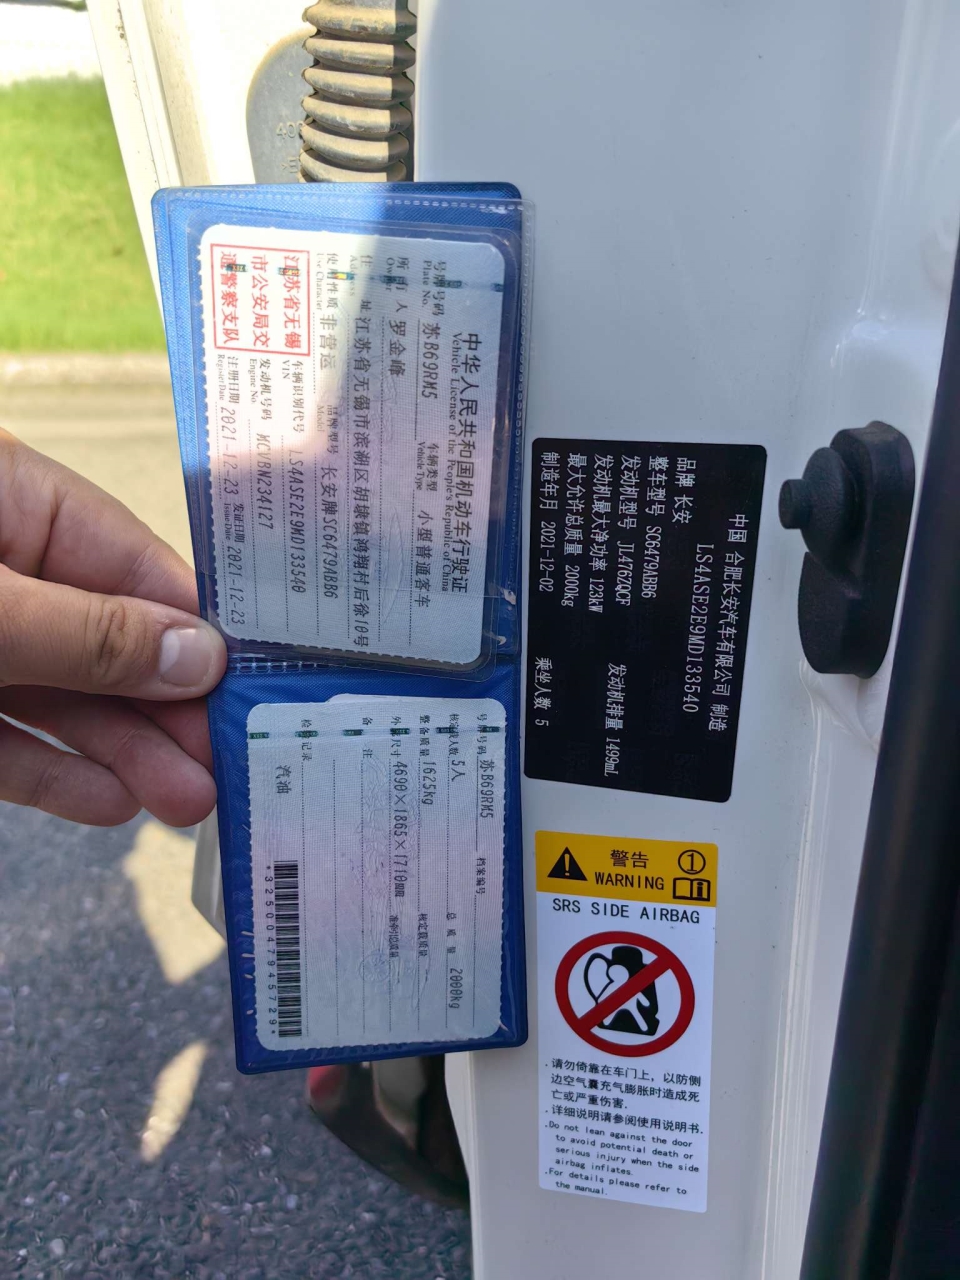 中华人民共和国机动车行驶证
Vehicle License of the People's Republic of China
号牌号码 苏B69RM5 车辆类型 小型普通客车
Plate No. Vehicle Type
所有人 罗金峰
Owner
住址 江苏省无锡市滨湖区胡埭镇鸿翔村后徐10号
Address
使用性质 非营运 品牌型号 长安牌SC6479ABB6
Use Character Model
江苏省无锡
市公安局交
通警察支队
车辆识别代号 LS4ASE2E9MD133540
VIN
发动机号码 MCVBN234127
Engine No.
注册日期 2021-12-23 发证日期 2021-12-23
Register Date Issue Date
号牌号码 苏B69RM5 档案编号
核定载人数 5人 总质量 2000kg
整备质量 1625kg 核定载质量
外廓尺寸 4690×1865×1710mm 准牵引总质量
备注
检验记录
汽油
*3250047945729*
中国 合肥长安汽车有限公司 制造
LS4ASE2E9MD133540
品牌 长安
整车型号 SC6479ABB6
发动机型号 JL476ZQCF
发动机最大净功率 123kW 发动机排量 1499mL
最大允许总质量 2000kg
制造年月 2021-12-02 乘坐人数 5
警告
WARNING
①
SRS SIDE AIRBAG
.请勿倚靠在车门上，以防侧
边空气囊充气膨胀时造成死
亡或严重伤害.
.详细说明请参阅使用说明书.
.Do not lean against the door
to avoid potential death or
serious injury when the side
airbag inflates.
.For details please refer to
the manual.